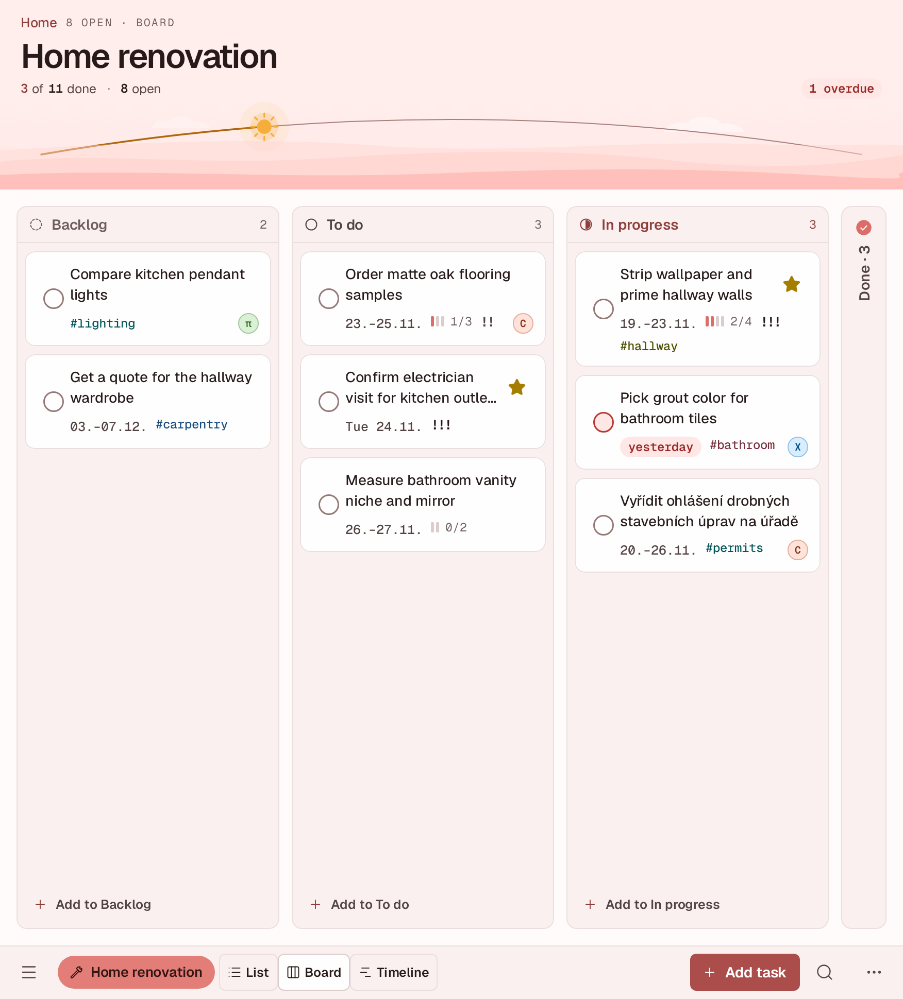 Home 8 OPEN · BOARD
Home renovation
3 of 11 done · 8 open
1 overdue
Backlog 2
Compare kitchen pendant
lights
#lighting π
Get a quote for the hallway
wardrobe
03.–07.12. #carpentry
+ Add to Backlog
To do 3
Order matte oak flooring
samples
23.–25.11. 1/3 !! C
Confirm electrician
visit for kitchen outle…
Tue 24.11. !!!
Measure bathroom vanity
niche and mirror
26.–27.11. 0/2
+ Add to To do
In progress 3
Strip wallpaper and
prime hallway walls
19.–23.11. 2/4 !!!
#hallway
Pick grout color for
bathroom tiles
yesterday #bathroom X
Vyřídit ohlášení drobných
stavebních úprav na úřadě
20.–26.11. #permits C
+ Add to In progress
Done · 3
Home renovation List Board Timeline + Add task